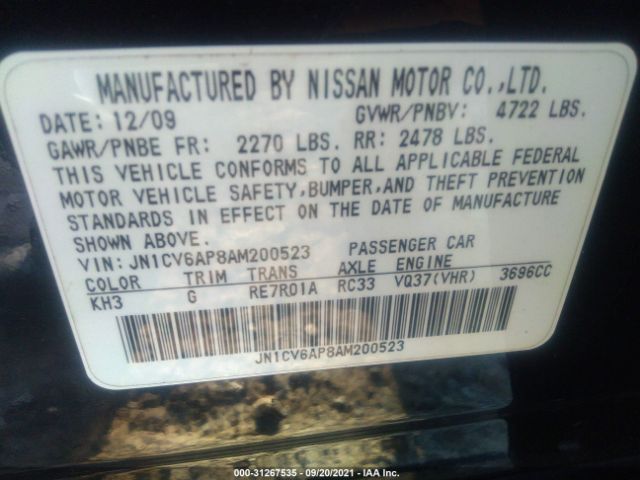 MANUFACTURED BY NISSAN MOTOR CO.,LTD.
DATE: 12/09 GVWR/PNBV: 4722 LBS.
GAWR/PNBE FR: 2270 LBS. RR: 2478 LBS.
THIS VEHICLE CONFORMS TO ALL APPLICABLE FEDERAL
MOTOR VEHICLE SAFETY,BUMPER,AND THEFT PREVENTION
STANDARDS IN EFFECT ON THE DATE OF MANUFACTURE
SHOWN ABOVE.
VIN: JN1CV6AP8AM200523 PASSENGER CAR
COLOR TRIM TRANS AXLE ENGINE
KH3 G RE7R01A RC33 VQ37(VHR) 3696CC
JN1CV6AP8AM200523
000-31267535 - 09/20/2021 - IAA Inc.